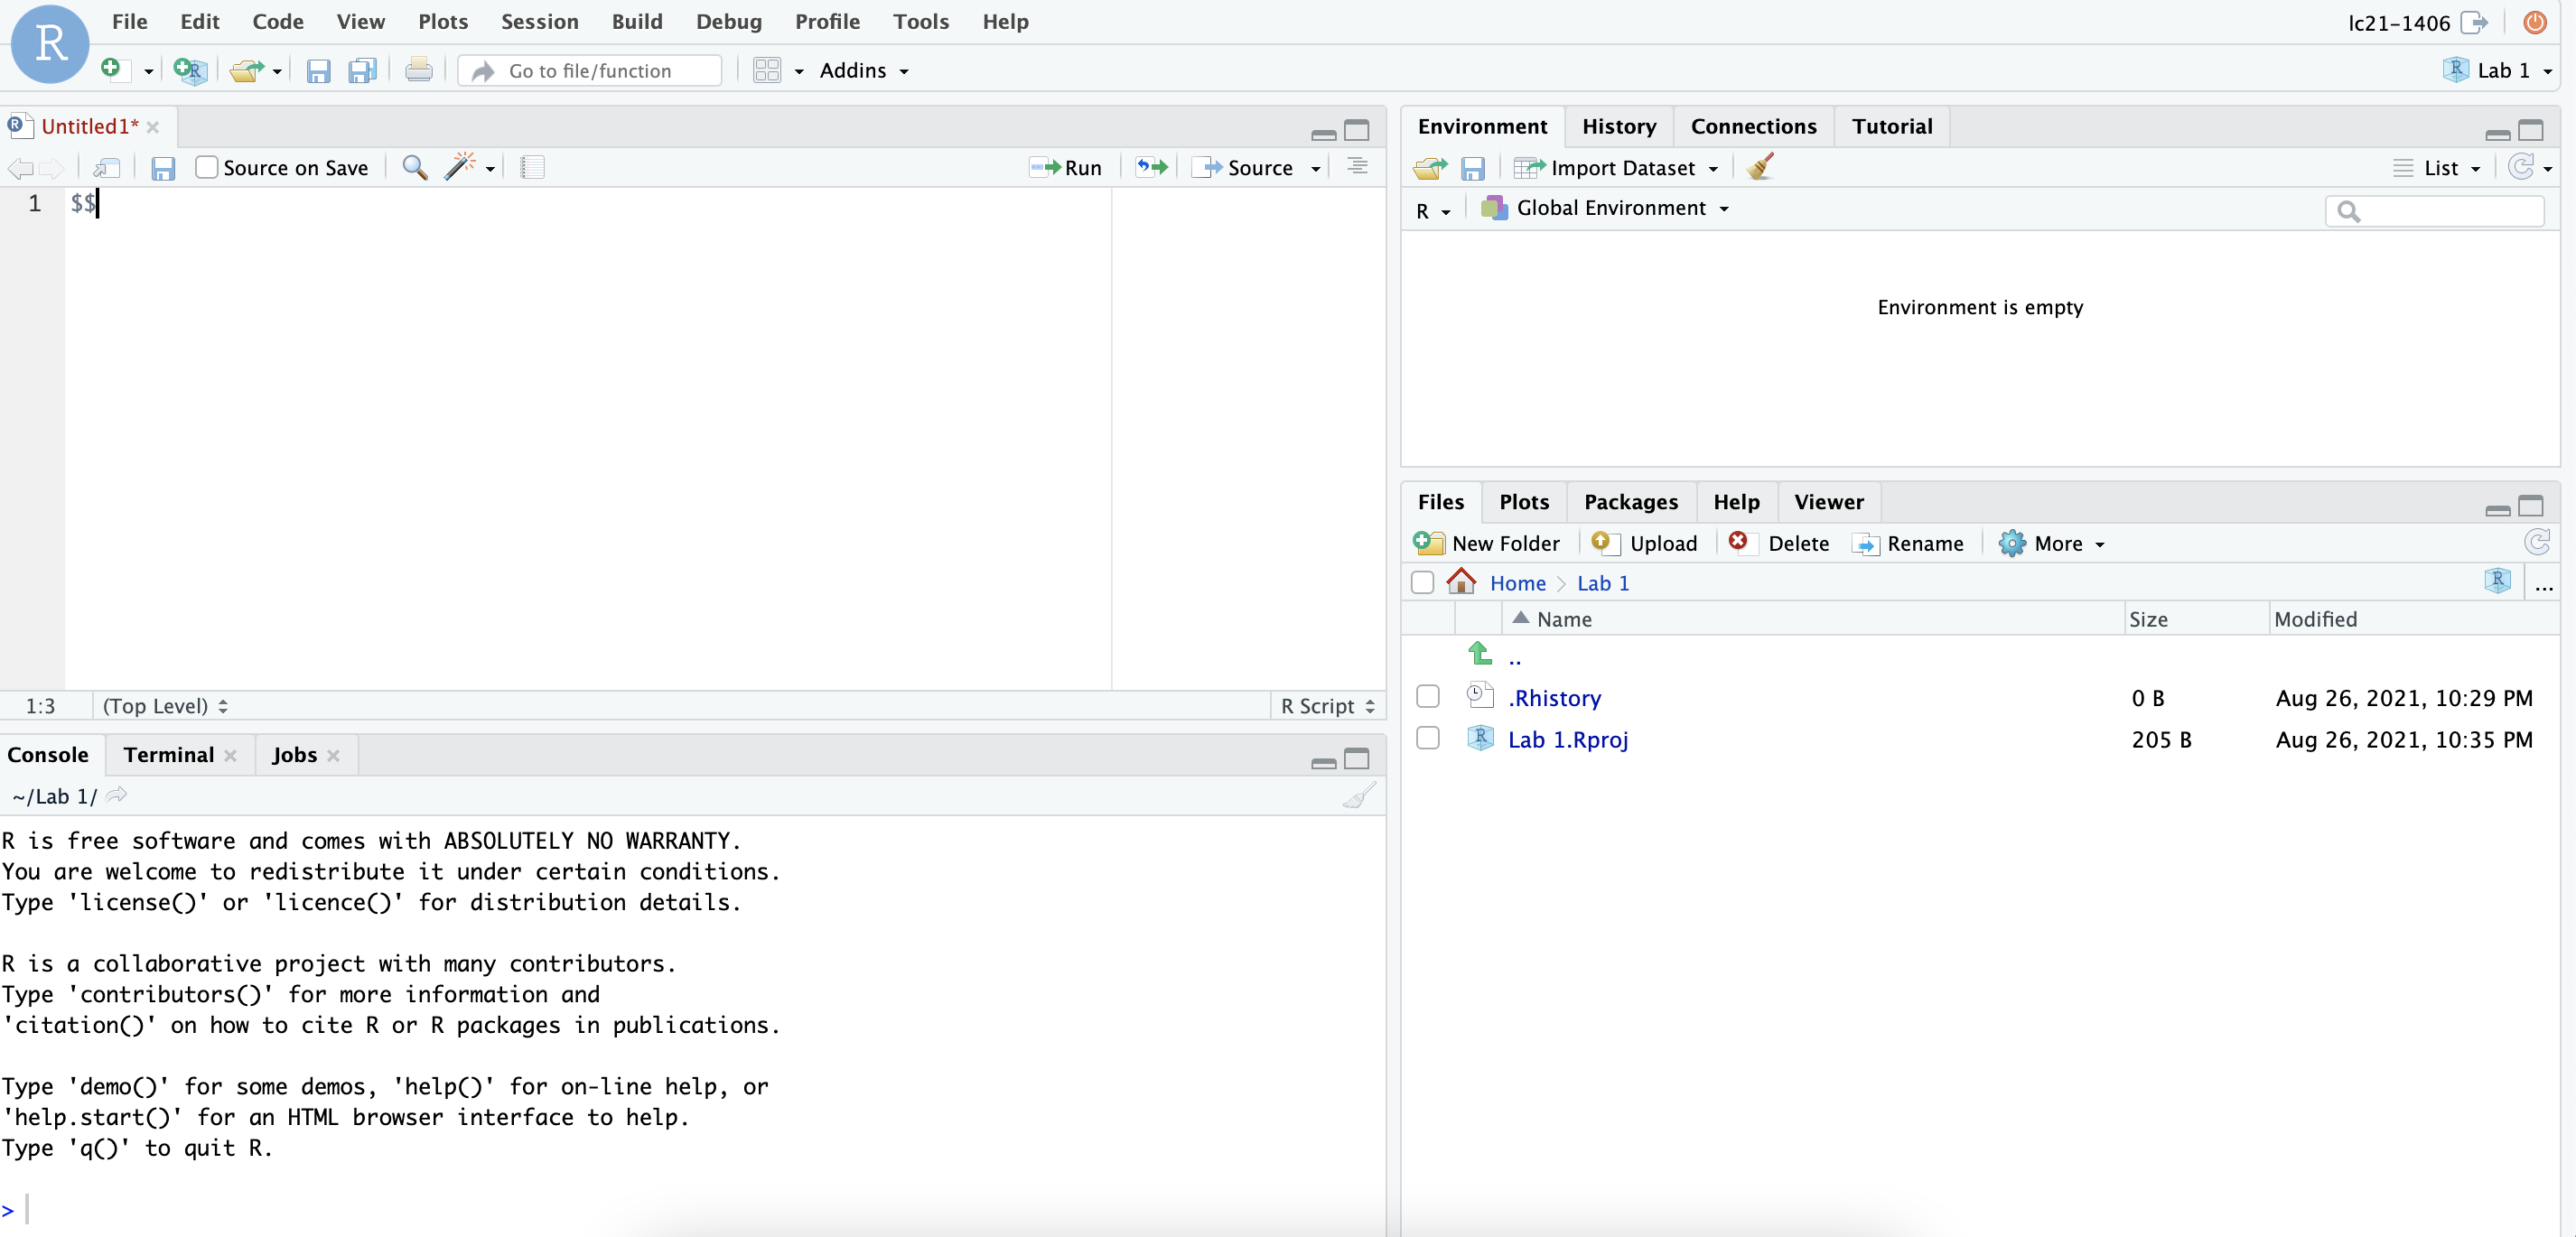 R
File Edit Code View Plots Session Build Debug Profile Tools Help
lc21-1406
Go to file/function
Addins
Lab 1
Untitled1*
Source on Save
Run
Source
1 $$
1:3 (Top Level)
R Script
Console Terminal Jobs
~/Lab 1/
R is free software and comes with ABSOLUTELY NO WARRANTY.
You are welcome to redistribute it under certain conditions.
Type 'license()' or 'licence()' for distribution details.
R is a collaborative project with many contributors.
Type 'contributors()' for more information and
'citation()' on how to cite R or R packages in publications.
Type 'demo()' for some demos, 'help()' for on-line help, or
'help.start()' for an HTML browser interface to help.
Type 'q()' to quit R.
>
Environment History Connections Tutorial
Import Dataset
List
R Global Environment
Environment is empty
Files Plots Packages Help Viewer
New Folder Upload Delete Rename More
Home Lab 1
...
Name Size Modified
..
.Rhistory 0 B Aug 26, 2021, 10:29 PM
Lab 1.Rproj 205 B Aug 26, 2021, 10:35 PM